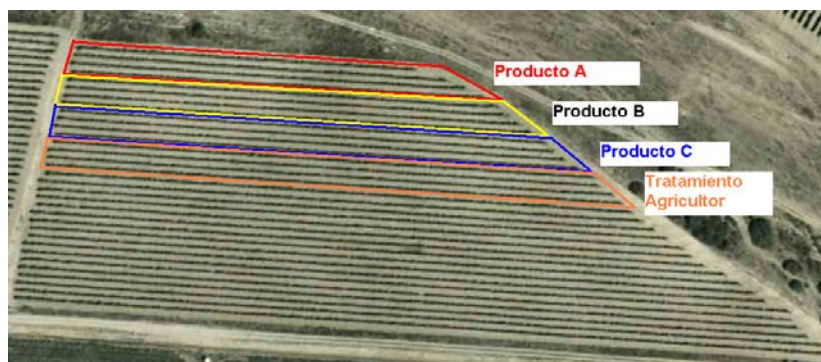 Producto A
Producto B
Producto C
Tratamiento
Agricultor